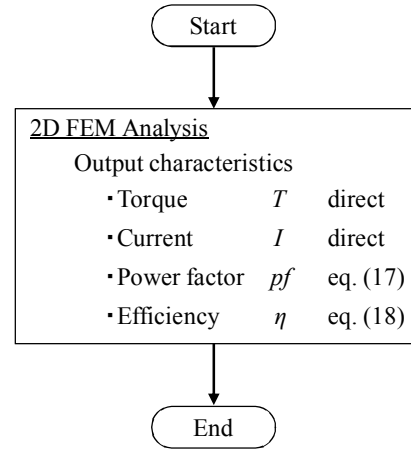 Start
2D FEM Analysis
Output characteristics
・Torque T direct
・Current I direct
・Power factor pf eq. (17)
・Efficiency η eq. (18)
End